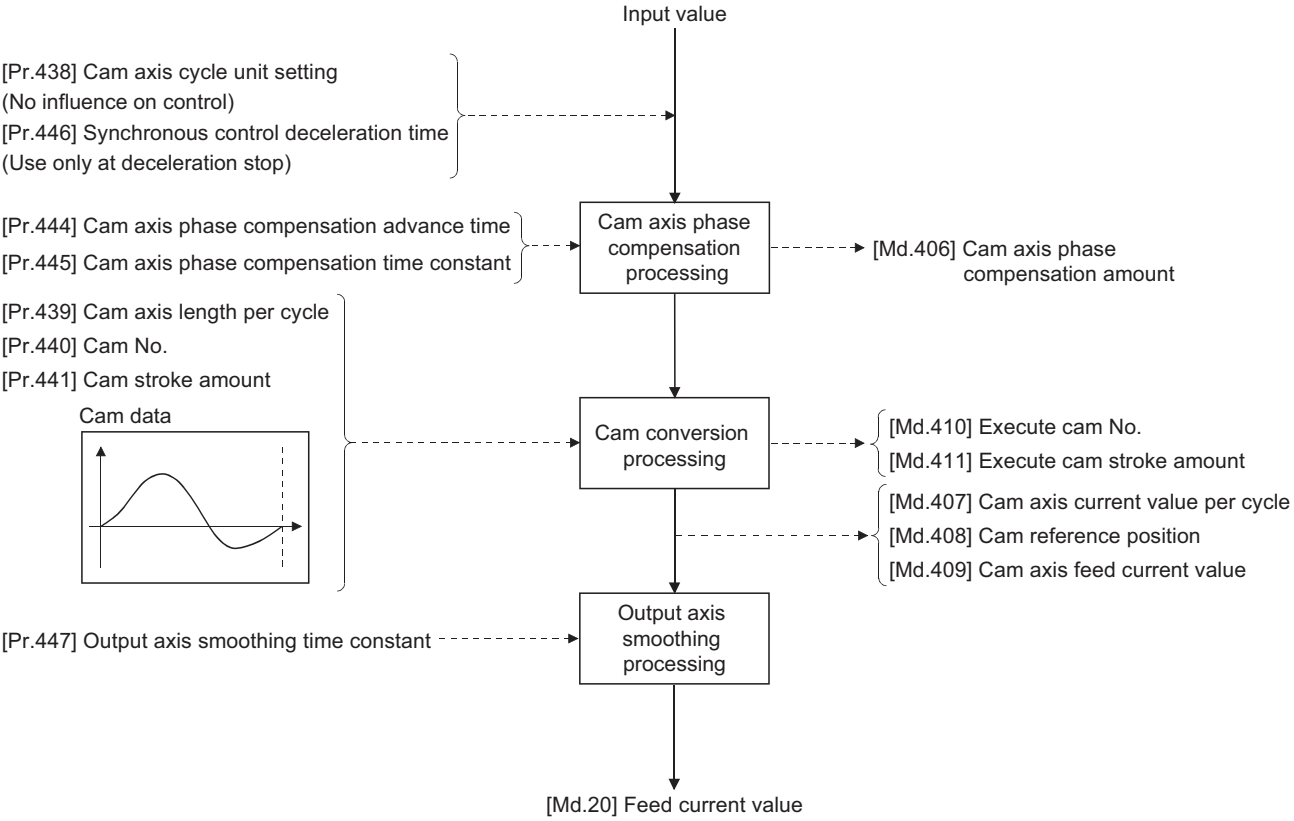 Input value
[Pr.438] Cam axis cycle unit setting
(No influence on control)
[Pr.446] Synchronous control deceleration time
(Use only at deceleration stop)
[Pr.444] Cam axis phase compensation advance time
[Pr.445] Cam axis phase compensation time constant
Cam axis phase
compensation
processing
[Md.406] Cam axis phase
compensation amount
[Pr.439] Cam axis length per cycle
[Pr.440] Cam No.
[Pr.441] Cam stroke amount
Cam data
Cam conversion
processing
[Md.410] Execute cam No.
[Md.411] Execute cam stroke amount
[Md.407] Cam axis current value per cycle
[Md.408] Cam reference position
[Md.409] Cam axis feed current value
[Pr.447] Output axis smoothing time constant
Output axis
smoothing
processing
[Md.20] Feed current value